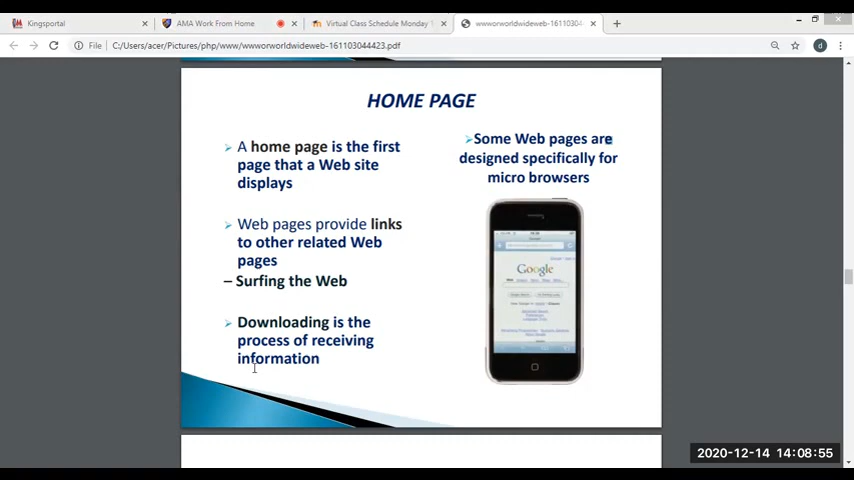 Kingsportal
AMA Work From Home
Virtual Class Schedule Monday
wwworworldwideweb-16110304
File
C:/Users/acer/Pictures/php/www/wwworworldwideweb-161103044423.pdf
d
HOME PAGE
➢ A home page is the first
page that a Web site
displays
➢ Web pages provide links
to other related Web
pages
– Surfing the Web
➢ Downloading is the
process of receiving
information
➢Some Web pages are
designed specifically for
micro browsers
Google
2020-12-14 14:08:55